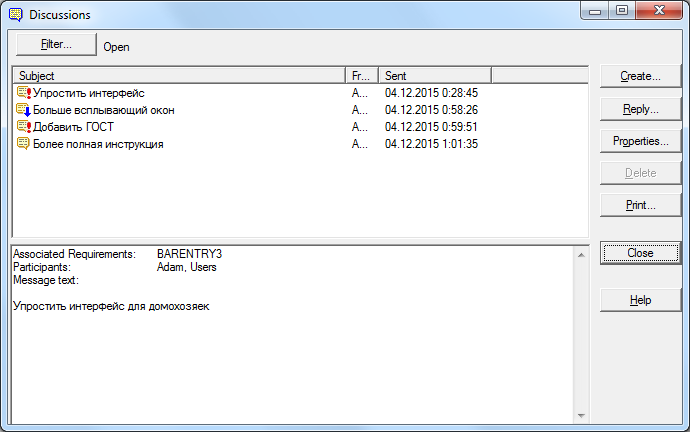 Discussions
Filter... Open
Subject Fr... Sent
Упростить интерфейс A... 04.12.2015 0:28:45
Больше всплывающий окон A... 04.12.2015 0:58:26
Добавить ГОСТ A... 04.12.2015 0:59:51
Более полная инструкция A... 04.12.2015 1:01:35
Create...
Reply...
Properties...
Delete
Print...
Close
Help
Associated Requirements: BARENTRY3
Participants: Adam, Users
Message text:
Упростить интерфейс для домохозяек